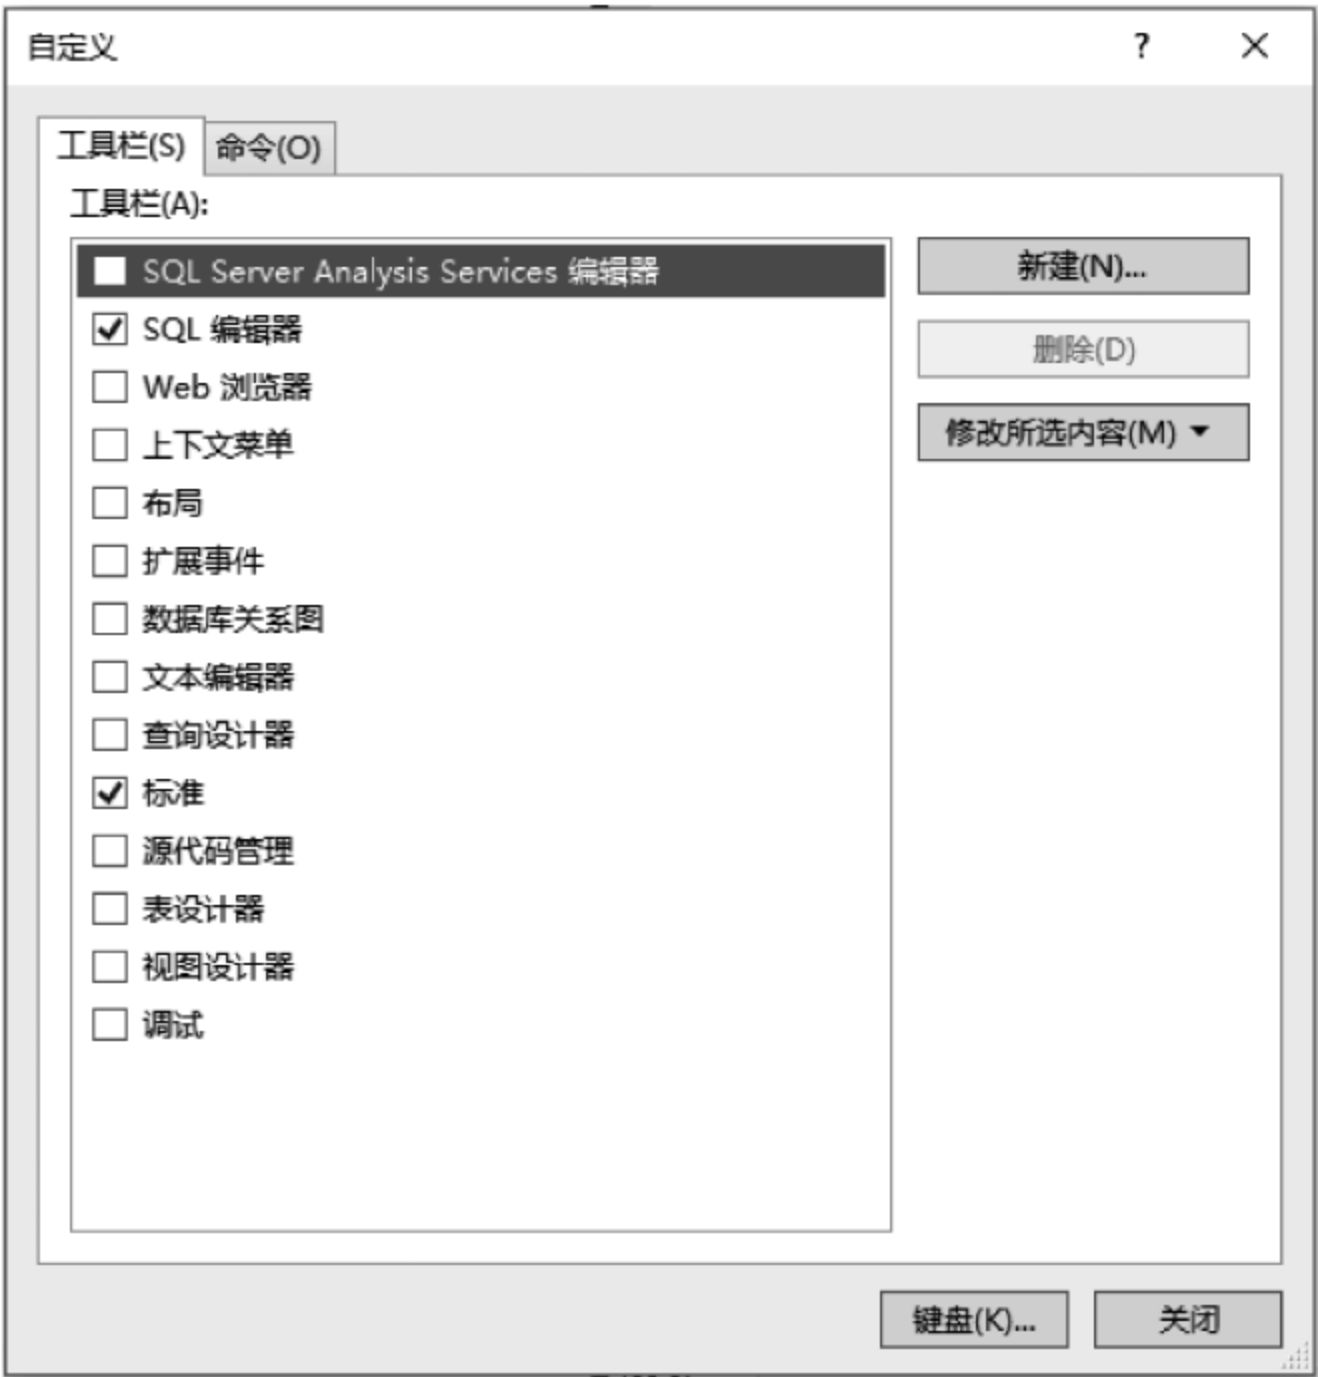 自定义
?
工具栏(S)
命令(O)
工具栏(A):
SQL Server Analysis Services 编辑器
SQL 编辑器
Web 浏览器
上下文菜单
布局
扩展事件
数据库关系图
文本编辑器
查询设计器
标准
源代码管理
表设计器
视图设计器
调试
新建(N)...
删除(D)
修改所选内容(M)
键盘(K)...
关闭